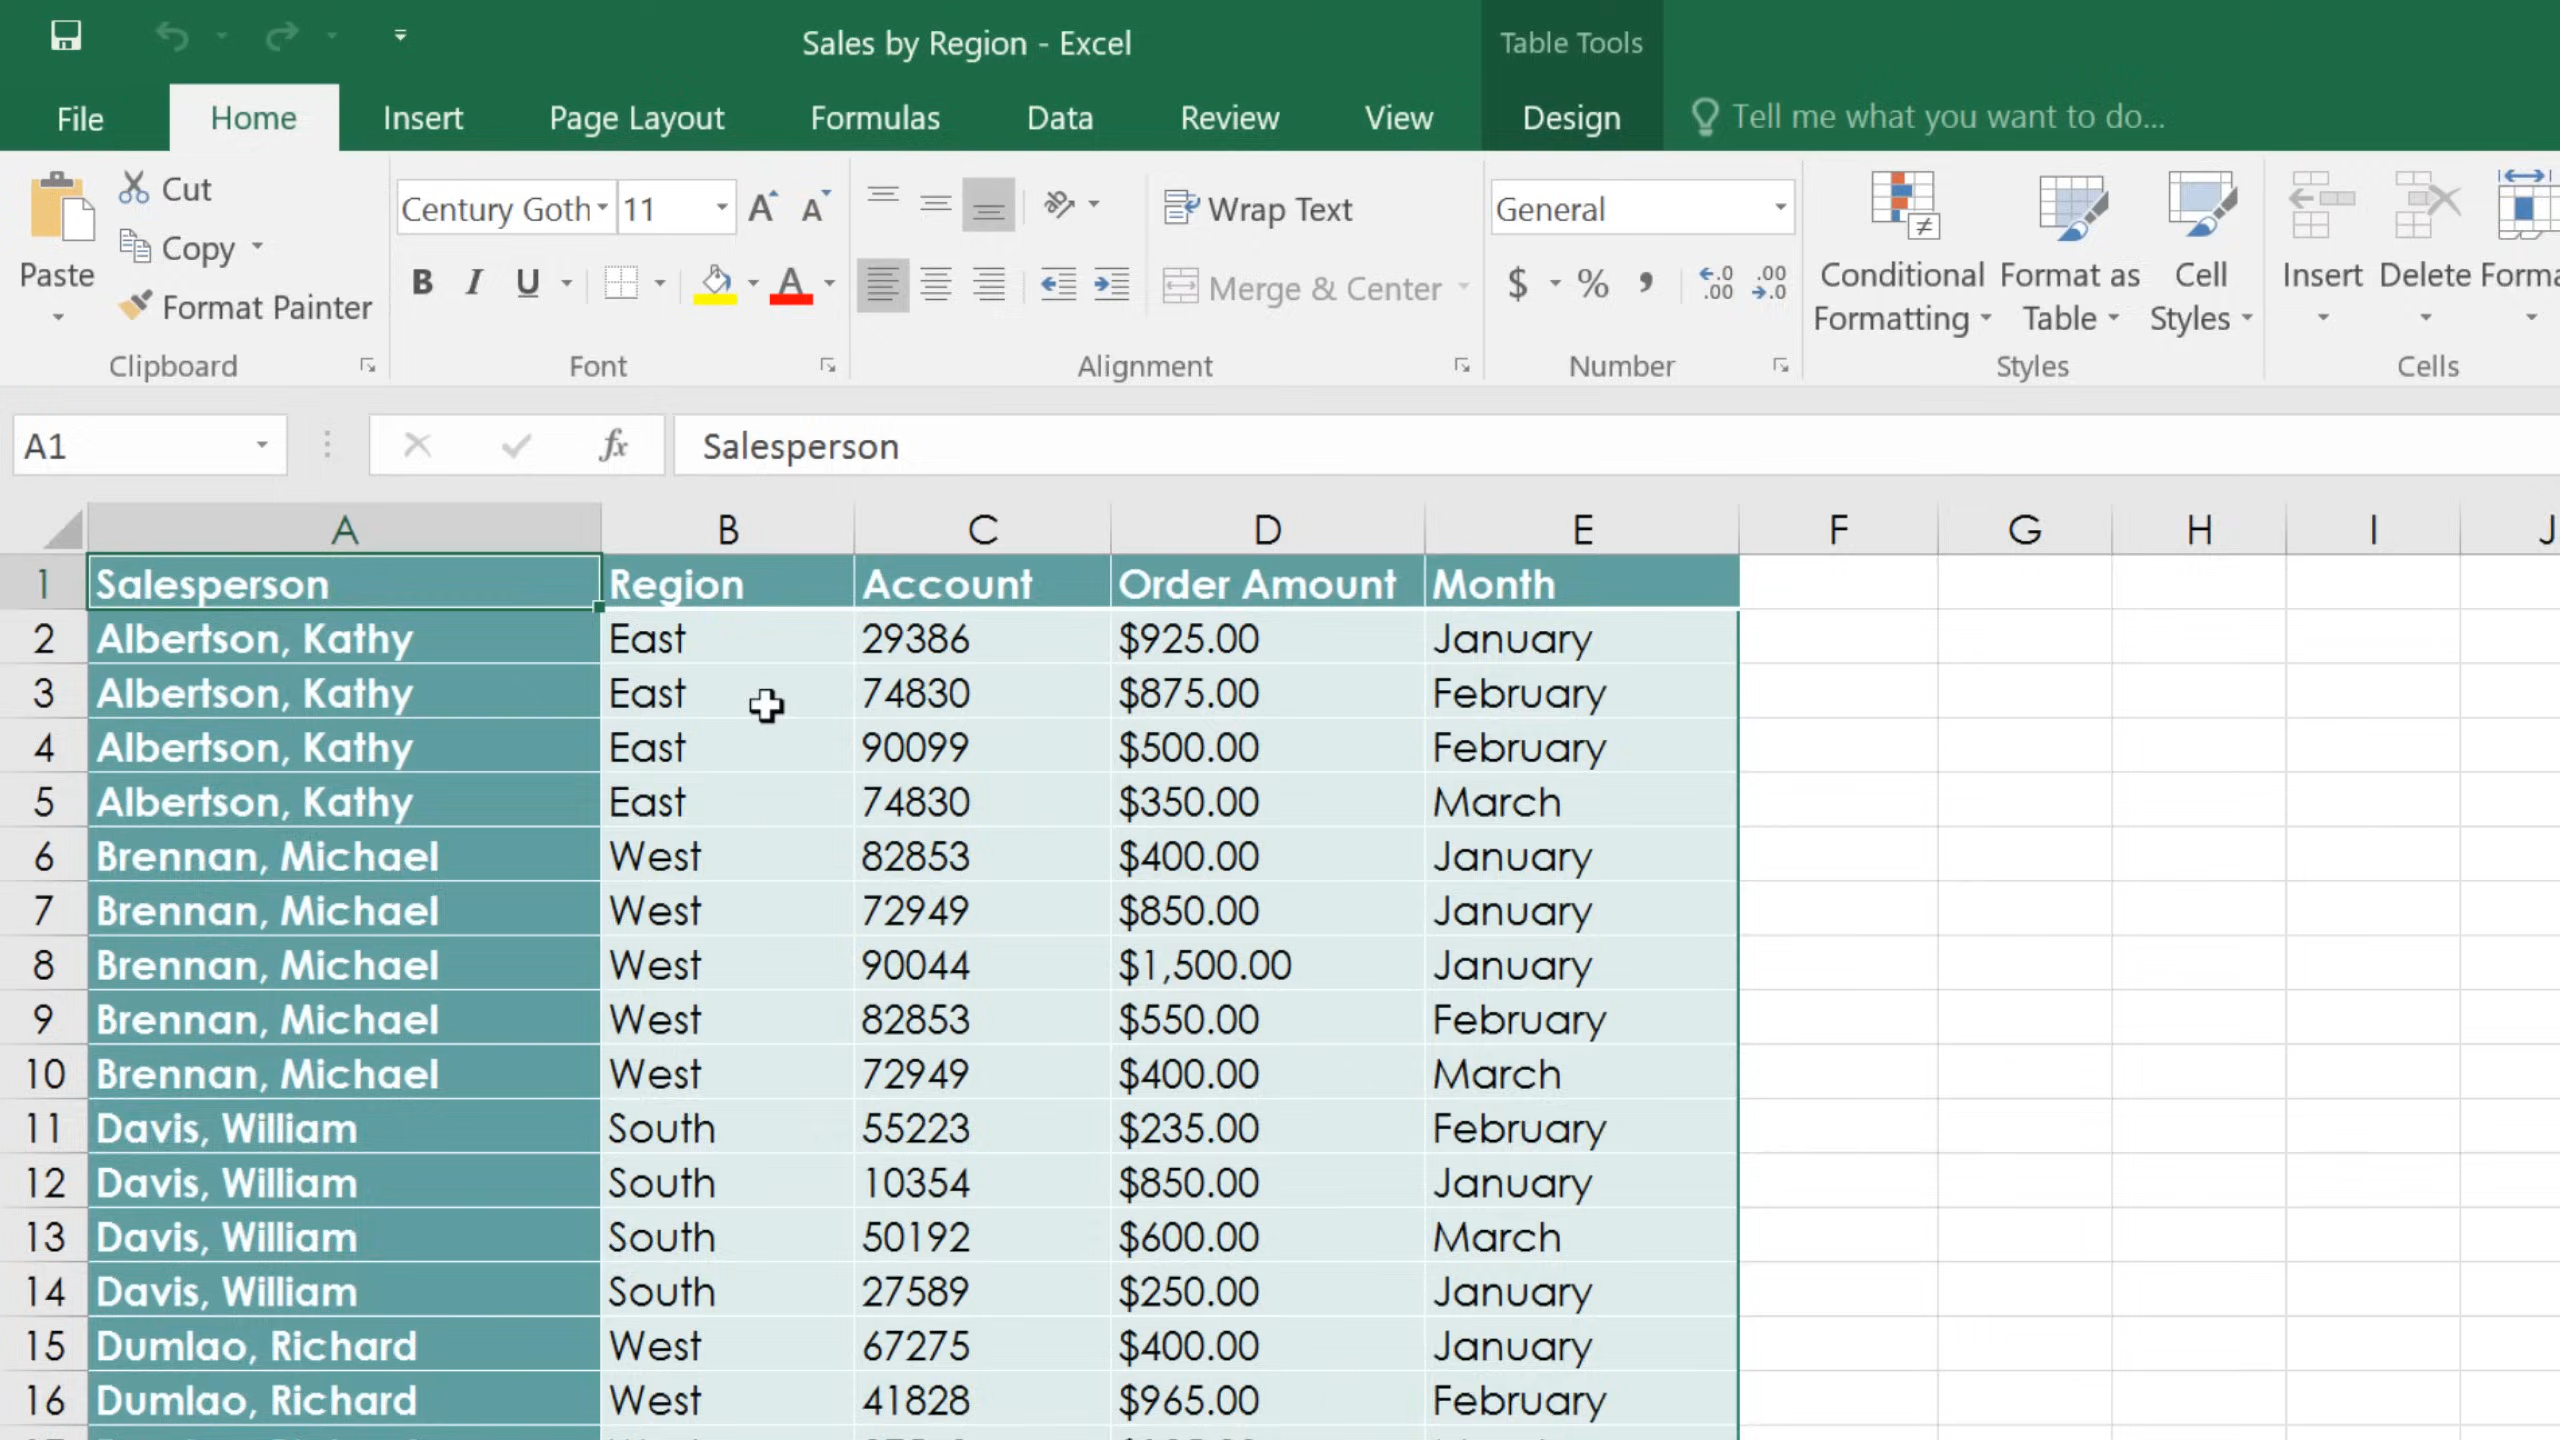 Sales by Region - Excel
Table Tools
File Home Insert Page Layout Formulas Data Review View Design Tell me what you want to do...
Paste
Cut
Copy
Format Painter
Clipboard
Century Goth 11
B I U
Font
Wrap Text
Merge & Center
Alignment
General
$ % ,
Number
Conditional Formatting
Format as Table
Cell Styles
Styles
Insert Delete
Cells
A1 fx Salesperson
A B C D E F G H I J
1 Salesperson Region Account Order Amount Month
2 Albertson, Kathy East 29386 $925.00 January
3 Albertson, Kathy East 74830 $875.00 February
4 Albertson, Kathy East 90099 $500.00 February
5 Albertson, Kathy East 74830 $350.00 March
6 Brennan, Michael West 82853 $400.00 January
7 Brennan, Michael West 72949 $850.00 January
8 Brennan, Michael West 90044 $1,500.00 January
9 Brennan, Michael West 82853 $550.00 February
10 Brennan, Michael West 72949 $400.00 March
11 Davis, William South 55223 $235.00 February
12 Davis, William South 10354 $850.00 January
13 Davis, William South 50192 $600.00 March
14 Davis, William South 27589 $250.00 January
15 Dumlao, Richard West 67275 $400.00 January
16 Dumlao, Richard West 41828 $965.00 February